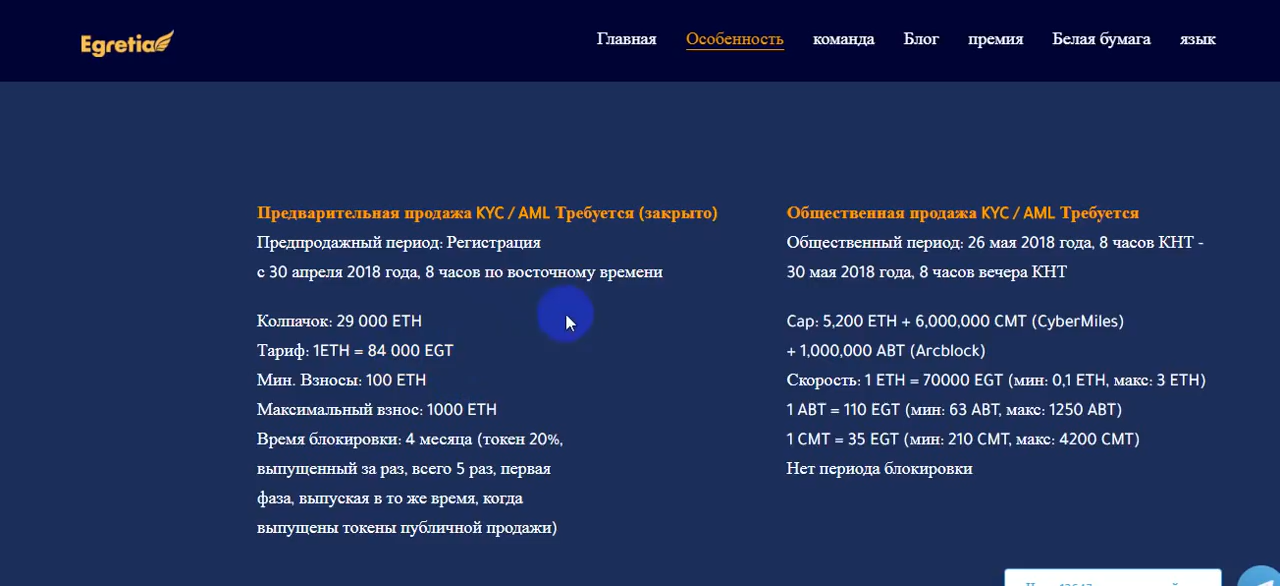 Egretia
Главная Особенность команда Блог премия Белая бумага язык
Предварительная продажа KYC / AML Требуется (закрыто)
Предпродажный период: Регистрация
с 30 апреля 2018 года, 8 часов по восточному времени
Колпачок: 29 000 ETH
Тариф: 1ETH = 84 000 EGT
Мин. Взносы: 100 ETH
Максимальный взнос: 1000 ETH
Время блокировки: 4 месяца (токен 20%,
выпущенный за раз, всего 5 раз, первая
фаза, выпуская в то же время, когда
выпущены токены публичной продажи)
Общественная продажа KYC / AML Требуется
Общественный период: 26 мая 2018 года, 8 часов КНТ -
30 мая 2018 года, 8 часов вечера КНТ
Cap: 5,200 ETH + 6,000,000 CMT (CyberMiles)
+ 1,000,000 ABT (Arcblock)
Скорость: 1 ETH = 70000 EGT (мин: 0,1 ETH, макс: 3 ETH)
1 ABT = 110 EGT (мин: 63 ABT, макс: 1250 ABT)
1 CMT = 35 EGT (мин: 210 CMT, макс: 4200 CMT)
Нет периода блокировки